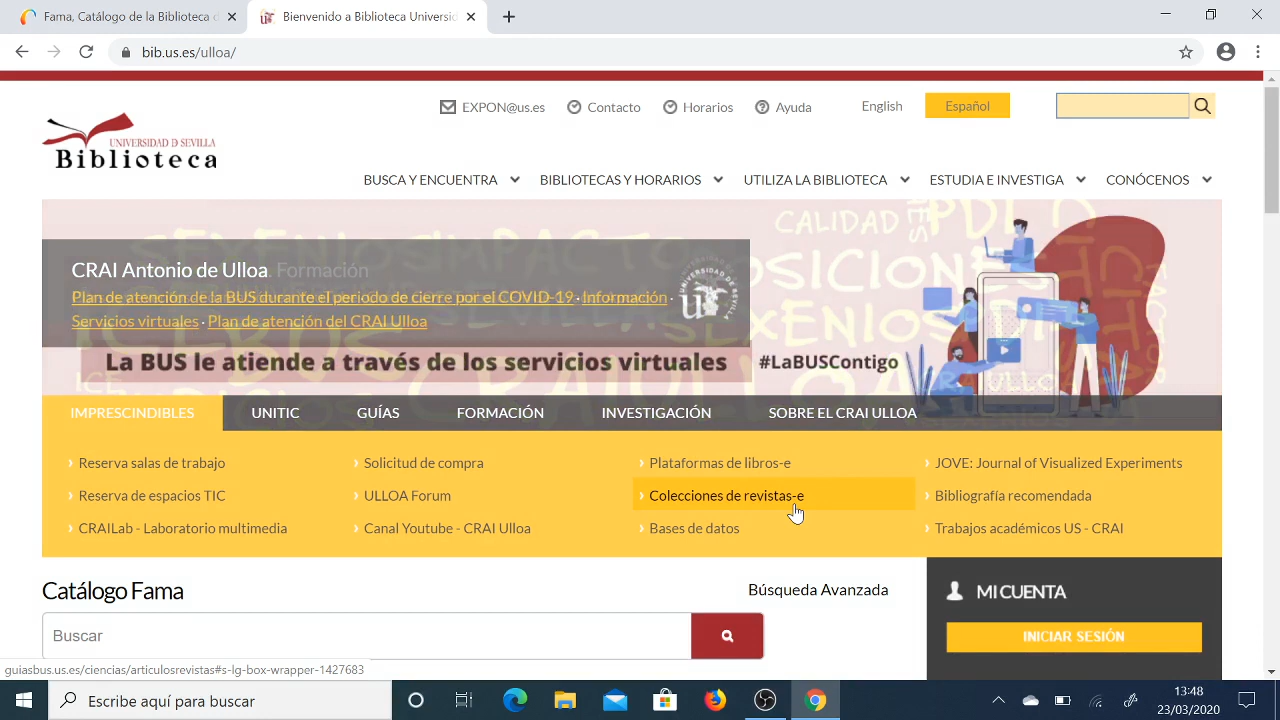 Fama, Catálogo de la Biblioteca d
Bienvenido a Biblioteca Universid
bib.us.es/ulloa/
EXPON@us.es
Contacto
Horarios
Ayuda
English
Español
UNIVERSIDAD D SEVILLA
Biblioteca
BUSCA Y ENCUENTRA
BIBLIOTECAS Y HORARIOS
UTILIZA LA BIBLIOTECA
ESTUDIA E INVESTIGA
CONÓCENOS
CALIDAD
CRAI Antonio de Ulloa. Formación
Plan de atención de la BUS durante el periodo de cierre por el COVID-19 · Información ·
Servicios virtuales · Plan de atención del CRAI Ulloa
La BUS le atiende a través de los servicios virtuales
#LaBUSContigo
IMPRESCINDIBLES
UNITIC
GUÍAS
FORMACIÓN
INVESTIGACIÓN
SOBRE EL CRAI ULLOA
Reserva salas de trabajo
Solicitud de compra
Plataformas de libros-e
JOVE: Journal of Visualized Experiments
Reserva de espacios TIC
ULLOA Forum
Colecciones de revistas-e
Bibliografía recomendada
CRAILab - Laboratorio multimedia
Canal Youtube - CRAI Ulloa
Bases de datos
Trabajos académicos US - CRAI
Catálogo Fama
Búsqueda Avanzada
MI CUENTA
Buscar
INICIAR SESIÓN
guiasbus.us.es/ciencias/articulosrevistas#s-lg-box-wrapper-1427683
Escribe aquí para buscar
13:48
23/03/2020